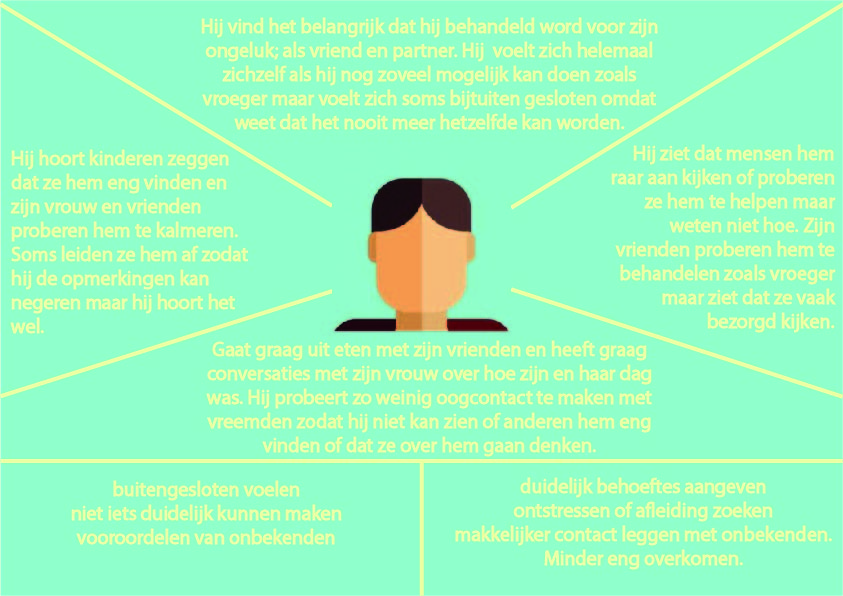 Hij vind het belangrijk dat hij behandeld word voor zijn
ongeluk; als vriend en partner. Hij  voelt zich helemaal
zichzelf als hij nog zoveel mogelijk kan doen zoals
vroeger maar voelt zich soms bijtuiten gesloten omdat
weet dat het nooit meer hetzelfde kan worden.
Hij hoort kinderen zeggen
dat ze hem eng vinden en
zijn vrouw en vrienden
proberen hem te kalmeren.
Soms leiden ze hem af zodat
hij de opmerkingen kan
negeren maar hij hoort het
wel.
Hij ziet dat mensen hem
raar aan kijken of proberen
ze hem te helpen maar
weten niet hoe. Zijn
vrienden proberen hem te
behandelen zoals vroeger
maar ziet dat ze vaak
bezorgd kijken.
Gaat graag uit eten met zijn vrienden en heeft graag
conversaties met zijn vrouw over hoe zijn en haar dag
was. Hij probeert zo weinig oogcontact te maken met
vreemden zodat hij niet kan zien of anderen hem eng
vinden of dat ze over hem gaan denken.
buitengesloten voelen
niet iets duidelijk kunnen maken
vooroordelen van onbekenden
duidelijk behoeftes aangeven
ontstressen of afleiding zoeken
makkelijker contact leggen met onbekenden.
Minder eng overkomen.